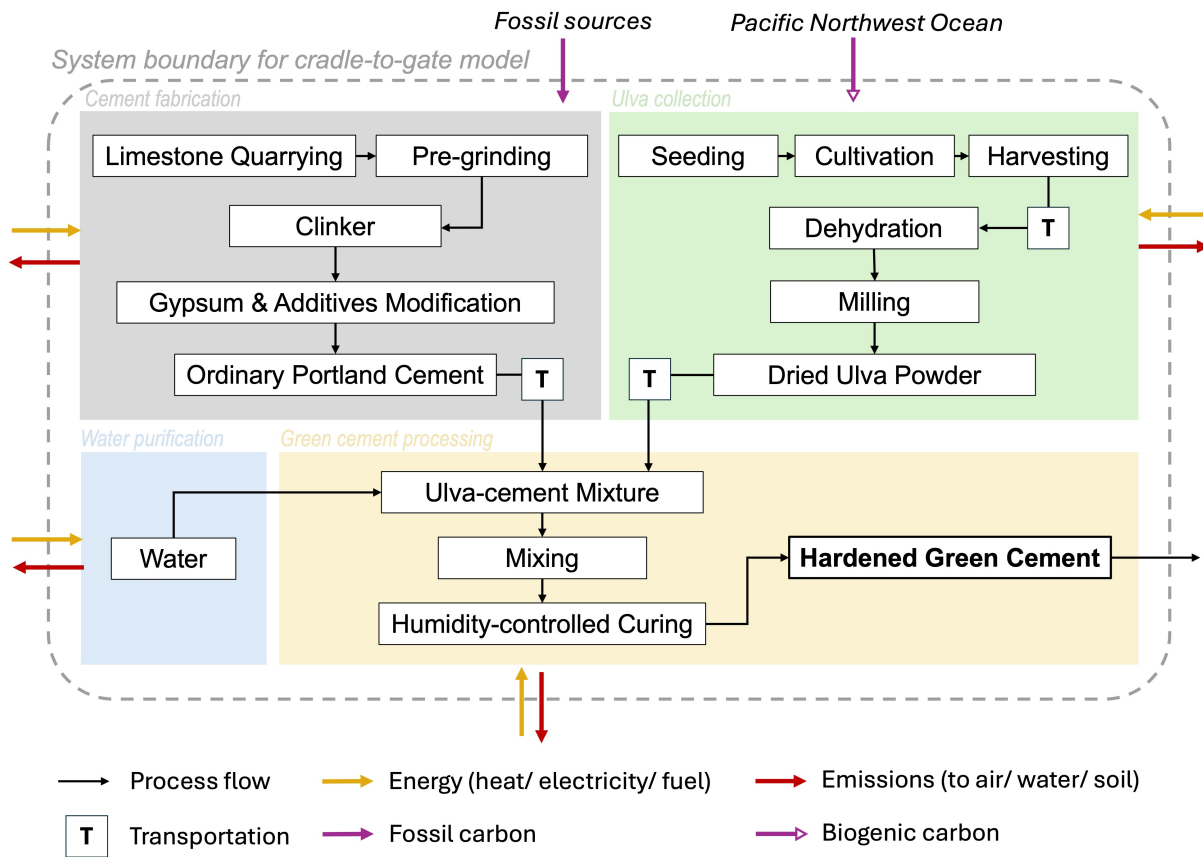 Fossil sources
Pacific Northwest Ocean
System boundary for cradle-to-gate model
Cement fabrication
Ulva collection
Limestone Quarrying
Pre-grinding
Seeding
Cultivation
Harvesting
Clinker
Dehydration
T
Gypsum & Additives Modification
Milling
Ordinary Portland Cement
T
T
Dried Ulva Powder
Water purification
Green cement processing
Ulva-cement Mixture
Water
Mixing
Hardened Green Cement
Humidity-controlled Curing
Process flow
Energy (heat/ electricity/ fuel)
Emissions (to air/ water/ soil)
T
Transportation
Fossil carbon
Biogenic carbon